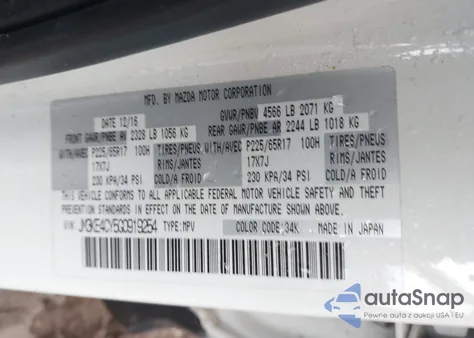 MFD. BY MAZDA MOTOR CORPORATION
DATE 12/16 GVWR/PNBV 4566 LB 2071 KG
FRONT GAWR/PNBE AV 2328 LB 1056 KG REAR GAWR/PNBE AR 2244 LB 1018 KG
WITH/AVEC P225/65R17 100H TIRES/PNEUS WITH/AVEC P225/65R17 100H TIRES/PNEUS
17X7J RIMS/JANTES 17X7J RIMS/JANTES
230 KPA/34 PSI COLD/A FROID 230 KPA/34 PSI COLD/A FROID
THIS VEHICLE CONFORMS TO ALL APPLICABLE FEDERAL MOTOR VEHICLE SAFETY AND THEFT
PREVENTION STANDARDS IN EFFECT ON THE DATE OF MANUFACTURE SHOWN ABOVE.
VIN JM3KE4CY5G0919254 TYPE:MPV COLOR CODE:34K MADE IN JAPAN
autoSnap
Pewne auta z aukcji USA i EU